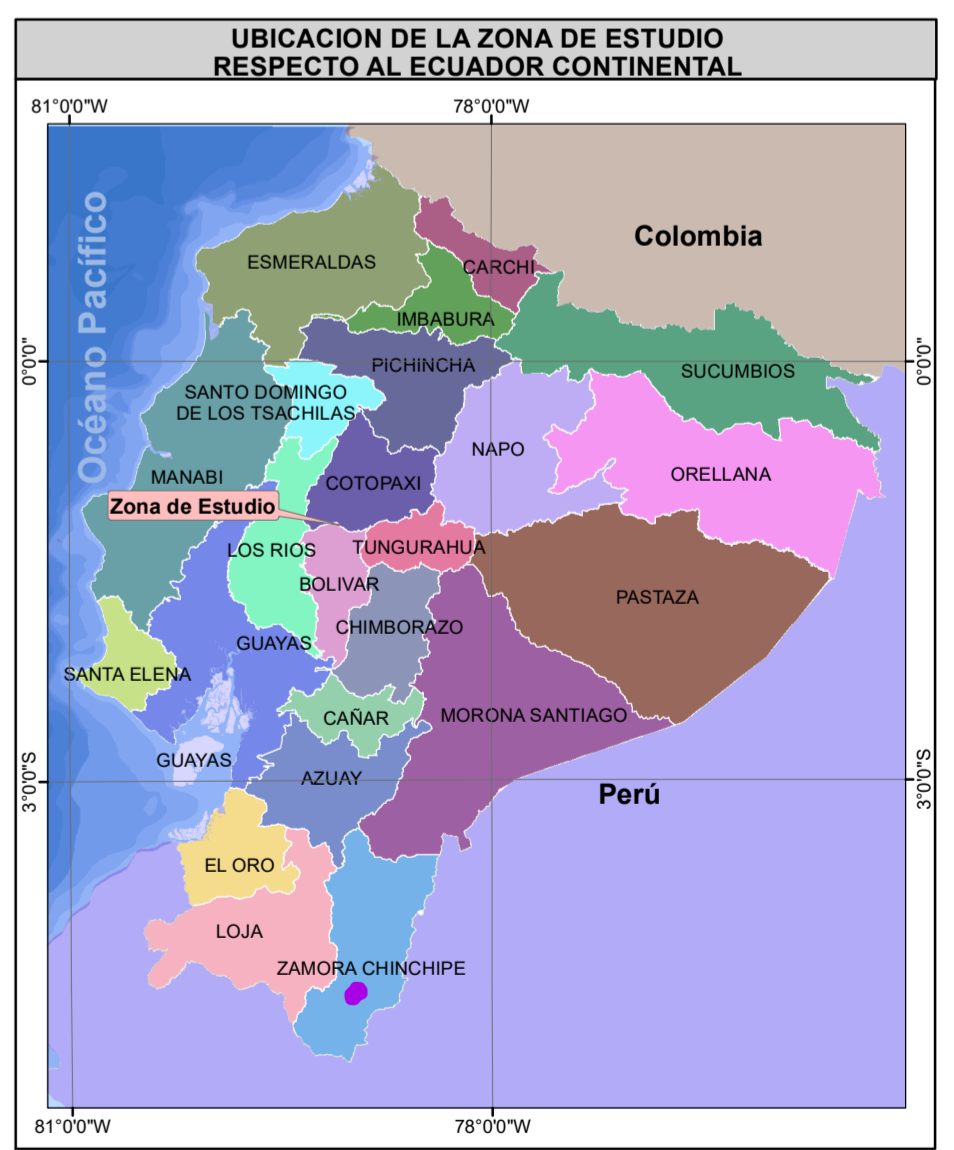 UBICACION DE LA ZONA DE ESTUDIO
RESPECTO AL ECUADOR CONTINENTAL
81°0'0"W
78°0'0"W
Océano Pacífico
Colombia
ESMERALDAS
CARCHI
IMBABURA
0°0'0"
0°0'0"
PICHINCHA
SUCUMBIOS
SANTO DOMINGO
DE LOS TSACHILAS
NAPO
MANABI
COTOPAXI
ORELLANA
Zona de Estudio
LOS RIOS
TUNGURAHUA
BOLIVAR
PASTAZA
CHIMBORAZO
GUAYAS
SANTA ELENA
CAÑAR
MORONA SANTIAGO
GUAYAS
AZUAY
3°0'0"S
3°0'0"S
Perú
EL ORO
LOJA
ZAMORA CHINCHIPE
81°0'0"W
78°0'0"W